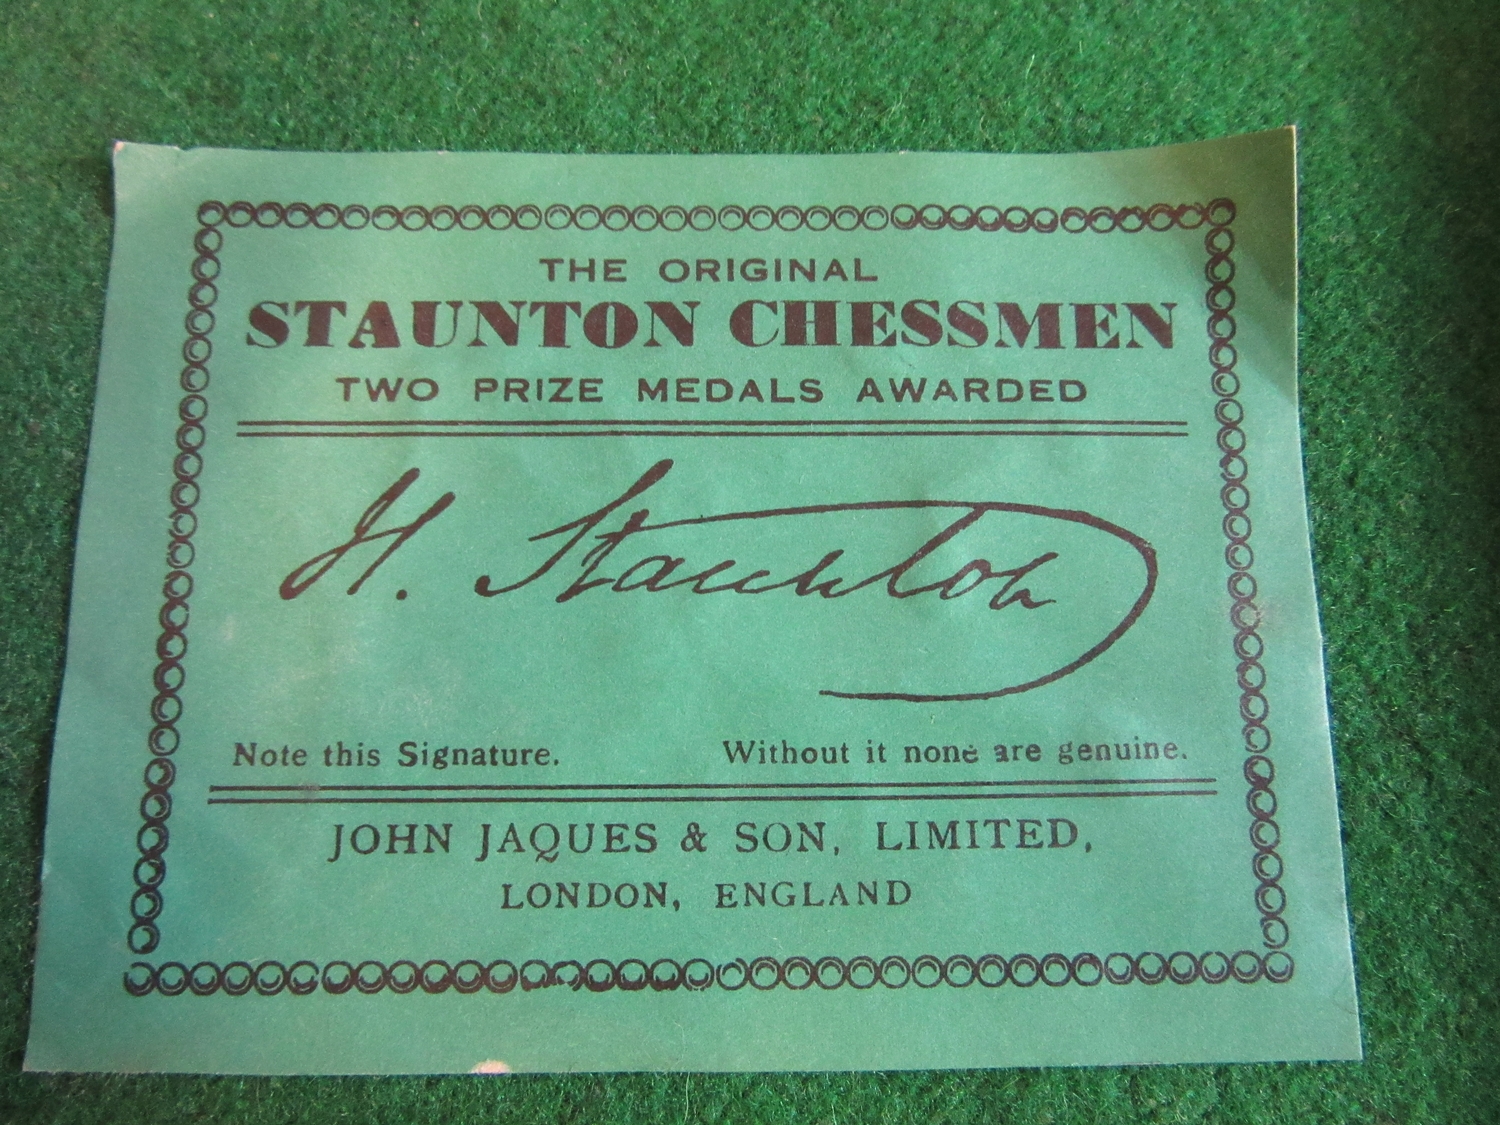 THE ORIGINAL
STAUNTON CHESSMEN
TWO PRIZE MEDALS AWARDED
H. Staunton
Note this Signature. Without it none are genuine.
JOHN JAQUES & SON, LIMITED,
LONDON, ENGLAND